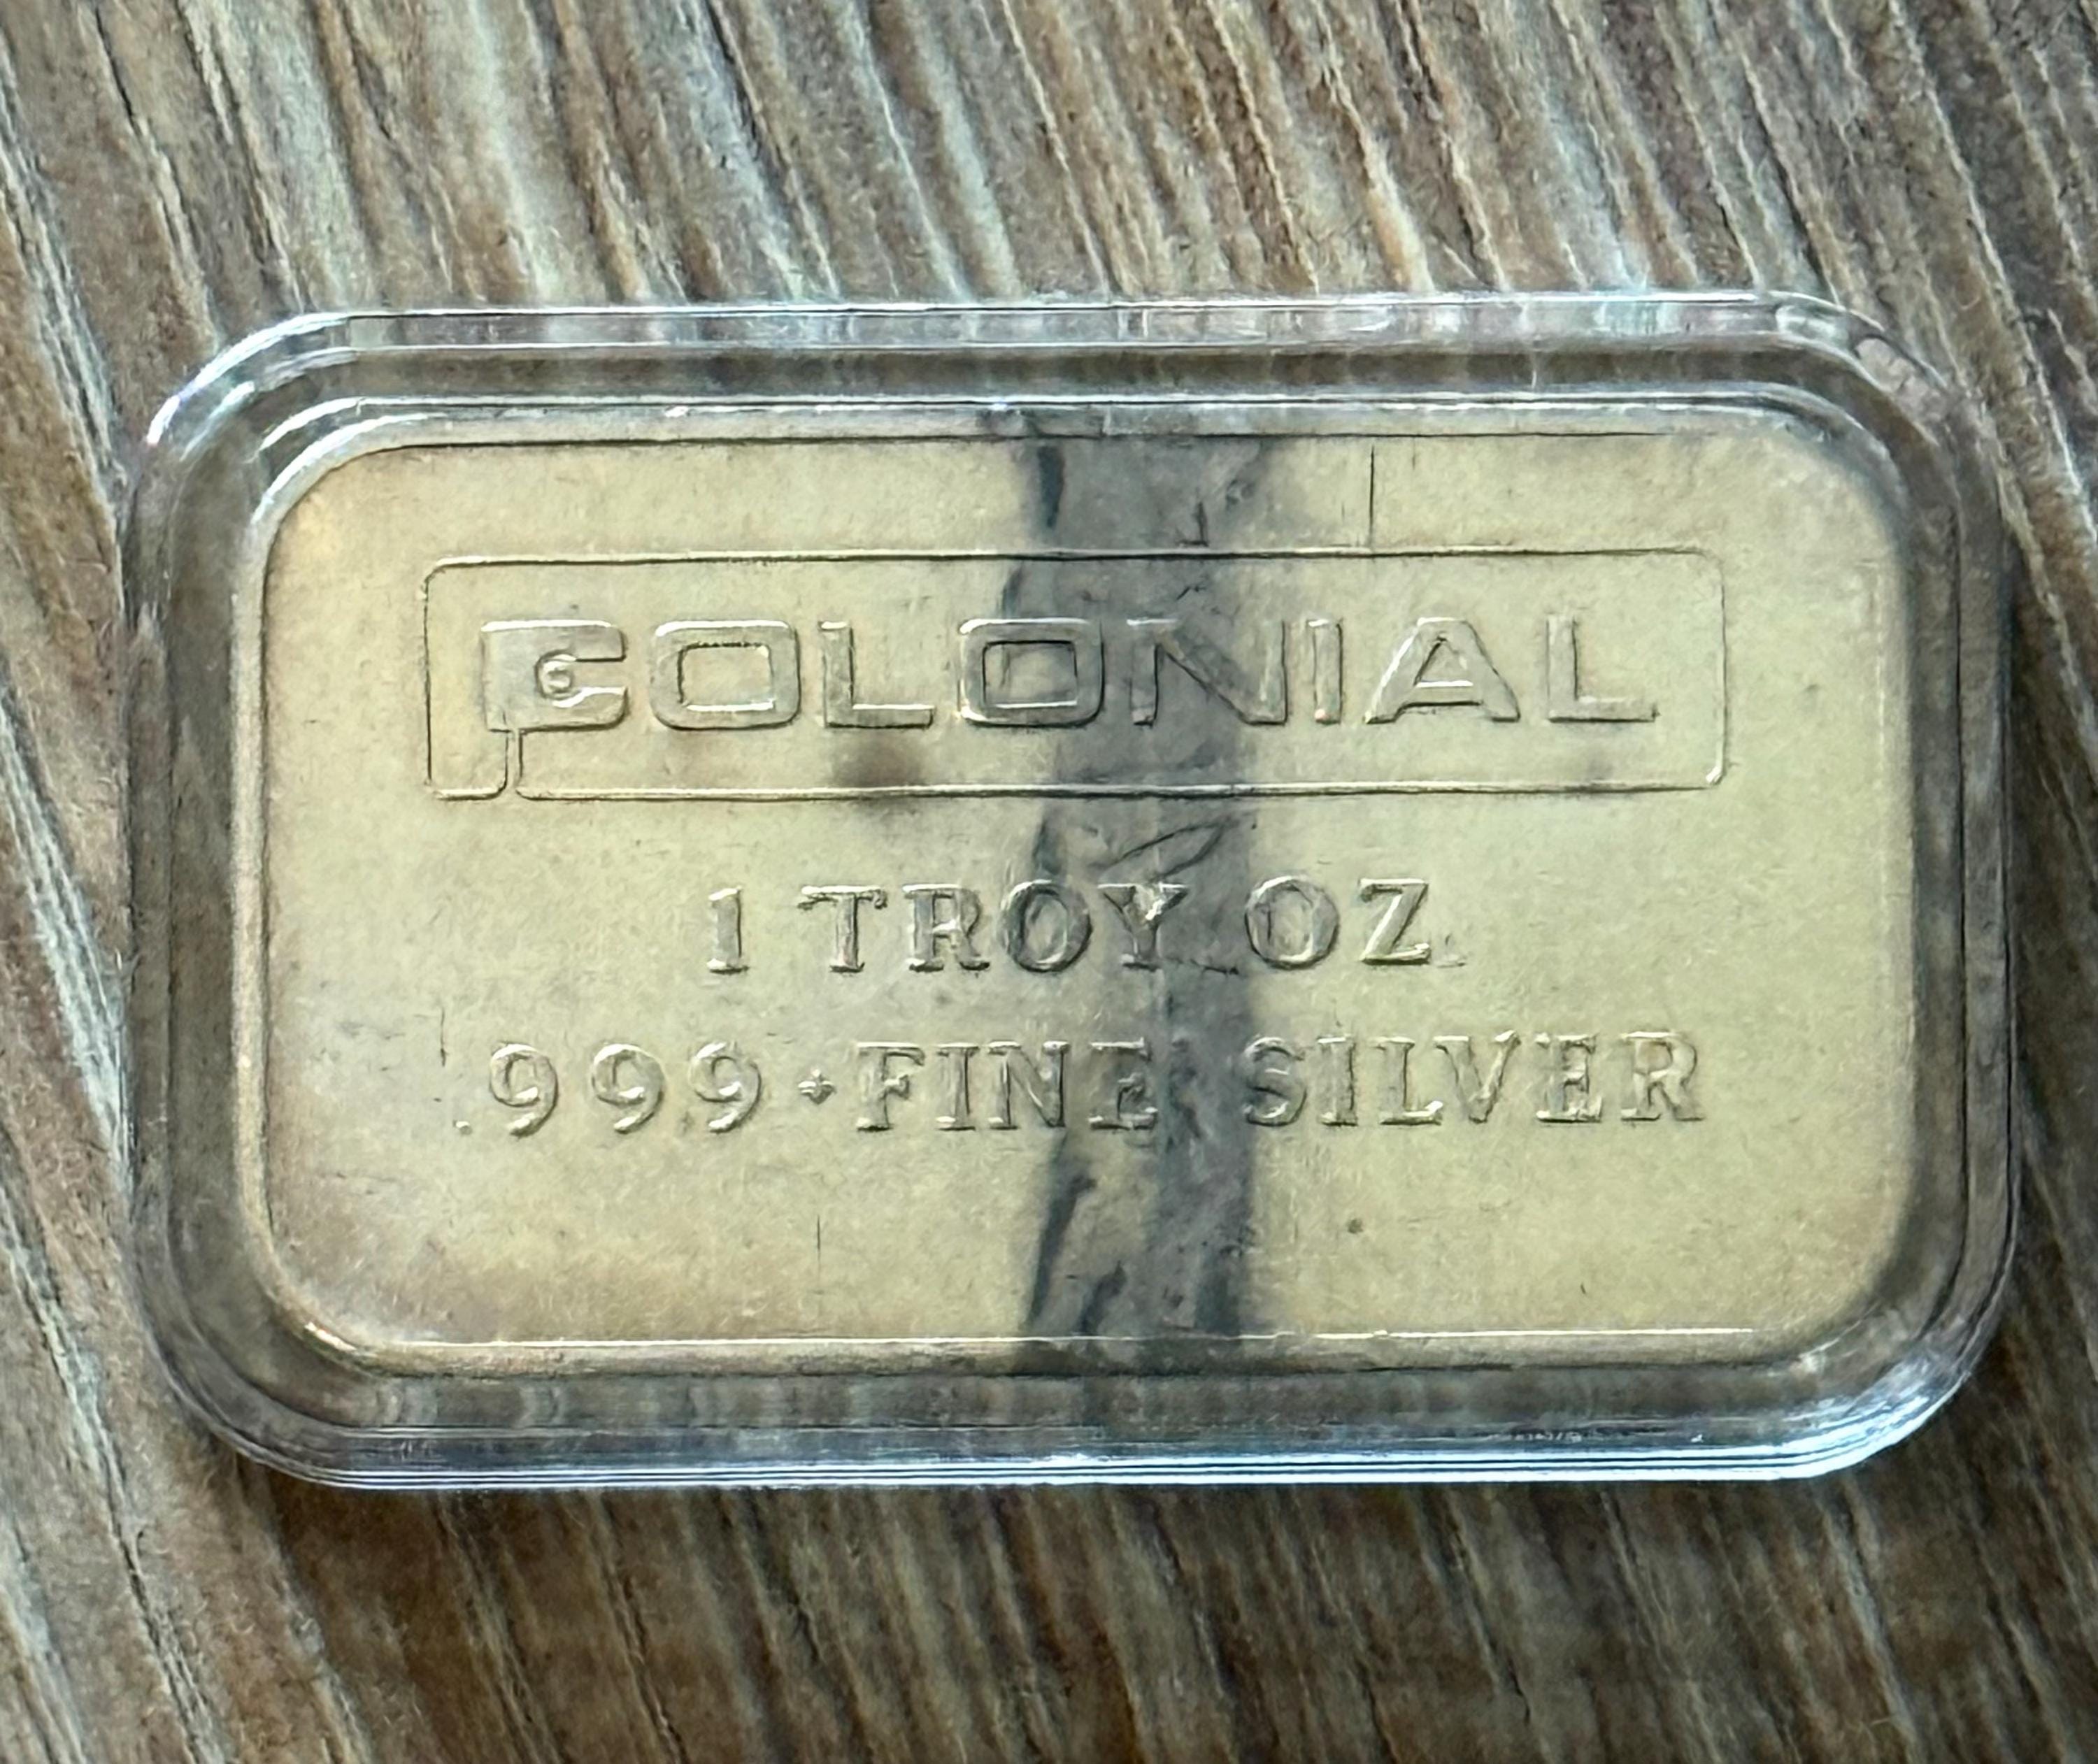 COLONIAL
1 TROY OZ.
.999+FINE SILVER